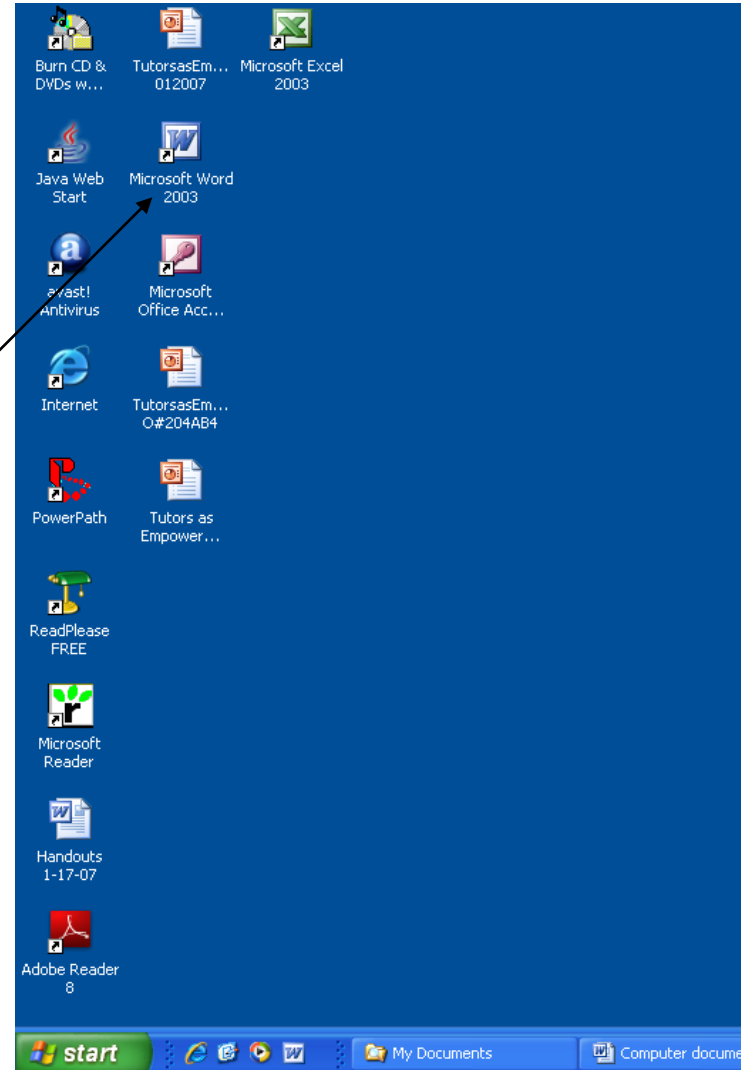 Burn CD &
DVDs w...
TutorsasEm...
012007
Microsoft Excel
2003
Java Web
Start
Microsoft Word
2003
avast!
Antivirus
Microsoft
Office Acc...
Internet
TutorsasEm...
O#204AB4
PowerPath
Tutors as
Empower...
ReadPlease
FREE
Microsoft
Reader
Handouts
1-17-07
Adobe Reader
8
start
My Documents
Computer docume